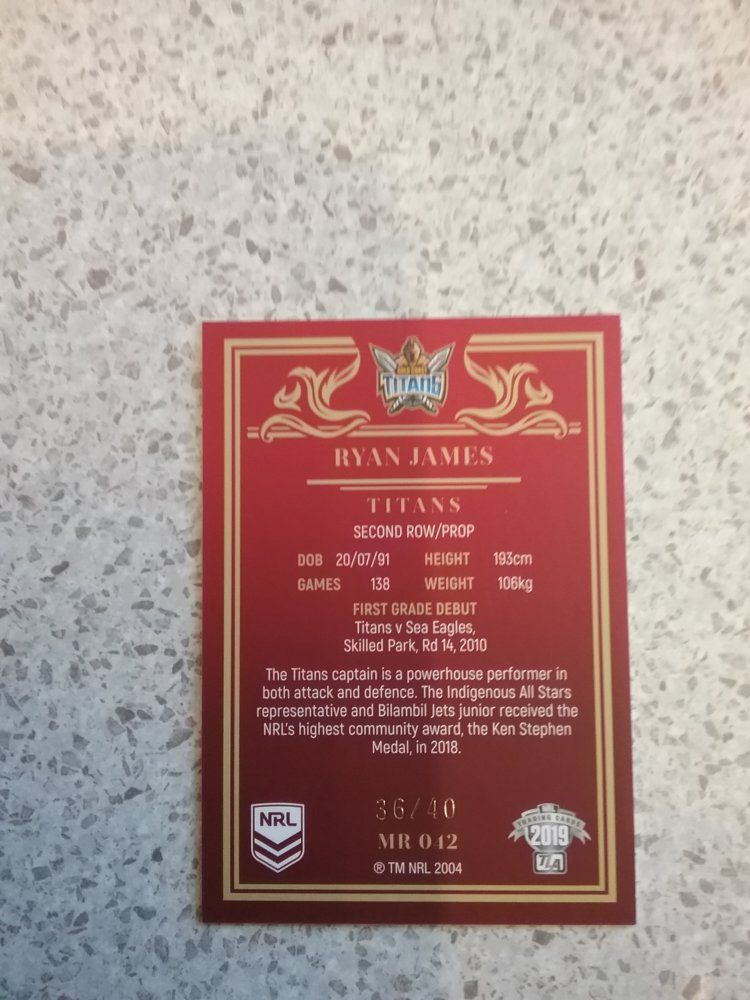 TITANS
RYAN JAMES
TITANS
SECOND ROW/PROP
DOB 20/07/91 HEIGHT 193cm
GAMES 138 WEIGHT 106kg
FIRST GRADE DEBUT
Titans v Sea Eagles,
Skilled Park, Rd 14, 2010
The Titans captain is a powerhouse performer in
both attack and defence. The Indigenous All Stars
representative and Bilambil Jets junior received the
NRL's highest community award, the Ken Stephen
Medal, in 2018.
36/40
NRL
MR 042
® TM NRL 2004
TRADING CARDS
2019
TLA